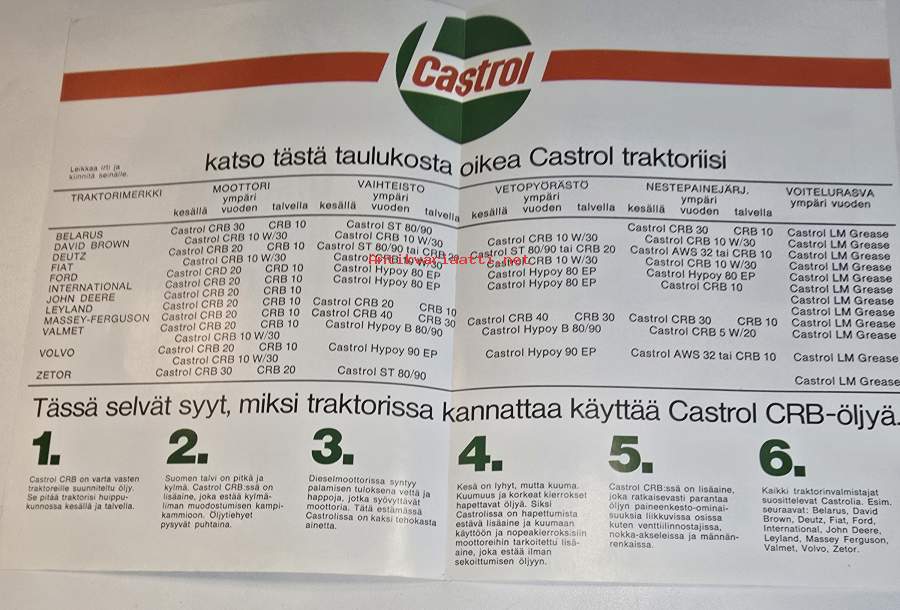 Castrol
Leikkaa irti ja
kiinnitä seinälle.
katso tästä taulukosta oikea Castrol traktoriisi
TRAKTORIMERKKI MOOTTORI VAIHTEISTO VETOPYÖRÄSTÖ NESTEPAINEJÄRJ. VOITELURASVA
kesällä ympäri vuoden talvella kesällä ympäri vuoden talvella kesällä ympäri vuoden talvella kesällä ympäri vuoden talvella ympäri vuoden
BELARUS Castrol CRB 30 CRB 10 Castrol ST 80/90 Castrol CRB 30 CRB 10 Castrol LM Grease
DAVID BROWN Castrol CRB 10 W/30 Castrol CRB 10 W/30 Castrol CRB 10 W/30 Castrol CRB 10 W/30 Castrol LM Grease
DEUTZ Castrol CRB 20 CRB 10 Castrol ST 80/90 tai CRB 20 Castrol ST 80/90 tai CRB 20 Castrol AWS 32 tai CRB 10 Castrol LM Grease
FIAT Castrol CRB 10 W/30 W/30 Castrol CRB 10 W/30 Castrol CRB 10 W/30 Castrol LM Grease
FORD Castrol CRD 20 CRD 10 Castrol Hypoy 80 EP Castrol Hypoy 80 EP Castrol Hypoy 80 EP Castrol LM Grease
INTERNATIONAL Castrol CRB 20 CRB 10 Castrol Hypoy 80 EP Castrol Hypoy 80 EP Castrol CRB 10 Castrol LM Grease
JOHN DEERE Castrol CRB 20 CRB 10 Castrol CRB 20 CRB 10 Castrol LM Grease
LEYLAND Castrol CRB 20 CRB 10 Castrol CRB 40 CRB 30 Castrol CRB 40 CRB 30 Castrol CRB 30 CRB 10 Castrol LM Grease
MASSEY-FERGUSON Castrol CRB 20 CRB 10 Castrol Hypoy B 80/90 Castrol Hypoy B 80/90 Castrol CRB 5 W/20 Castrol LM Grease
VALMET Castrol CRB 10 W/30 Castrol LM Grease
VOLVO Castrol CRB 20 CRB 10 Castrol Hypoy 90 EP Castrol Hypoy 90 EP Castrol AWS 32 tai CRB 10 Castrol LM Grease
Castrol CRB 10 W/30
ZETOR Castrol CRB 30 CRB 20 Castrol ST 80/90 Castrol LM Grease
Antikvariaatti.net
Tässä selvät syyt, miksi traktorissa kannattaa käyttää Castrol CRB-öljyä.
1.
Castrol CRB on varta vasten
traktoreille suunniteltu öljy.
Se pitää traktorisi huippu-
kunnossa kesällä ja talvella.
2.
Suomen talvi on pitkä ja
kylmä. Castrol CRB:ssä on
lisäaine, joka estää kylmä-
liman muodostumisen kampi-
kammioon. Öljytiehyet
pysyvät puhtaina.
3.
Dieselmoottorissa syntyy
palamisen tuloksena vettä ja
happoja, jotka syövyttävät
moottoria. Tätä estämässä
Castrolissa on kaksi tehokasta
ainetta.
4.
Kesä on lyhyt, mutta kuuma.
Kuumuus ja korkeat kierrokset
hapettavat öljyä. Siksi
Castrolissa on hapettumista
estävä lisäaine ja kuumaan
käyttöön ja nopeakierroksisiin
moottoreihin tarkoitettu lisä-
aine, joka estää ilman
sekoittumisen öljyyn.
5.
Castrol CRB:ssä on lisäaine,
joka ratkaisevasti parantaa
öljyn paineenkesto-ominai-
suuksia liikkuvissa osissa
kuten venttiilinnostajissa,
nokka-akseleissa ja männän-
renkaissa.
6.
Kaikki traktorinvalmistajat
suosittelevat Castrolia. Esim.
seuraavat: Belarus, David
Brown, Deutz, Fiat, Ford,
International, John Deere,
Leyland, Massey Ferguson,
Valmet, Volvo, Zetor.